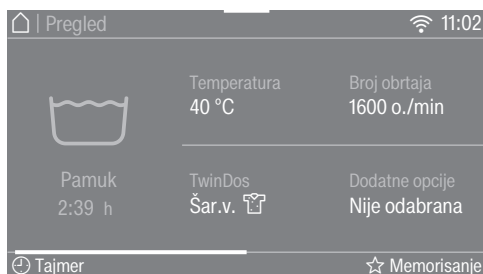 | Pregled 11:02
Temperatura
40 °C
Broj obrtaja
1600 o./min
Pamuk
2:39 h
TwinDos
Šar.v.
Dodatne opcije
Nije odabrana
Tajmer
Memorisanje